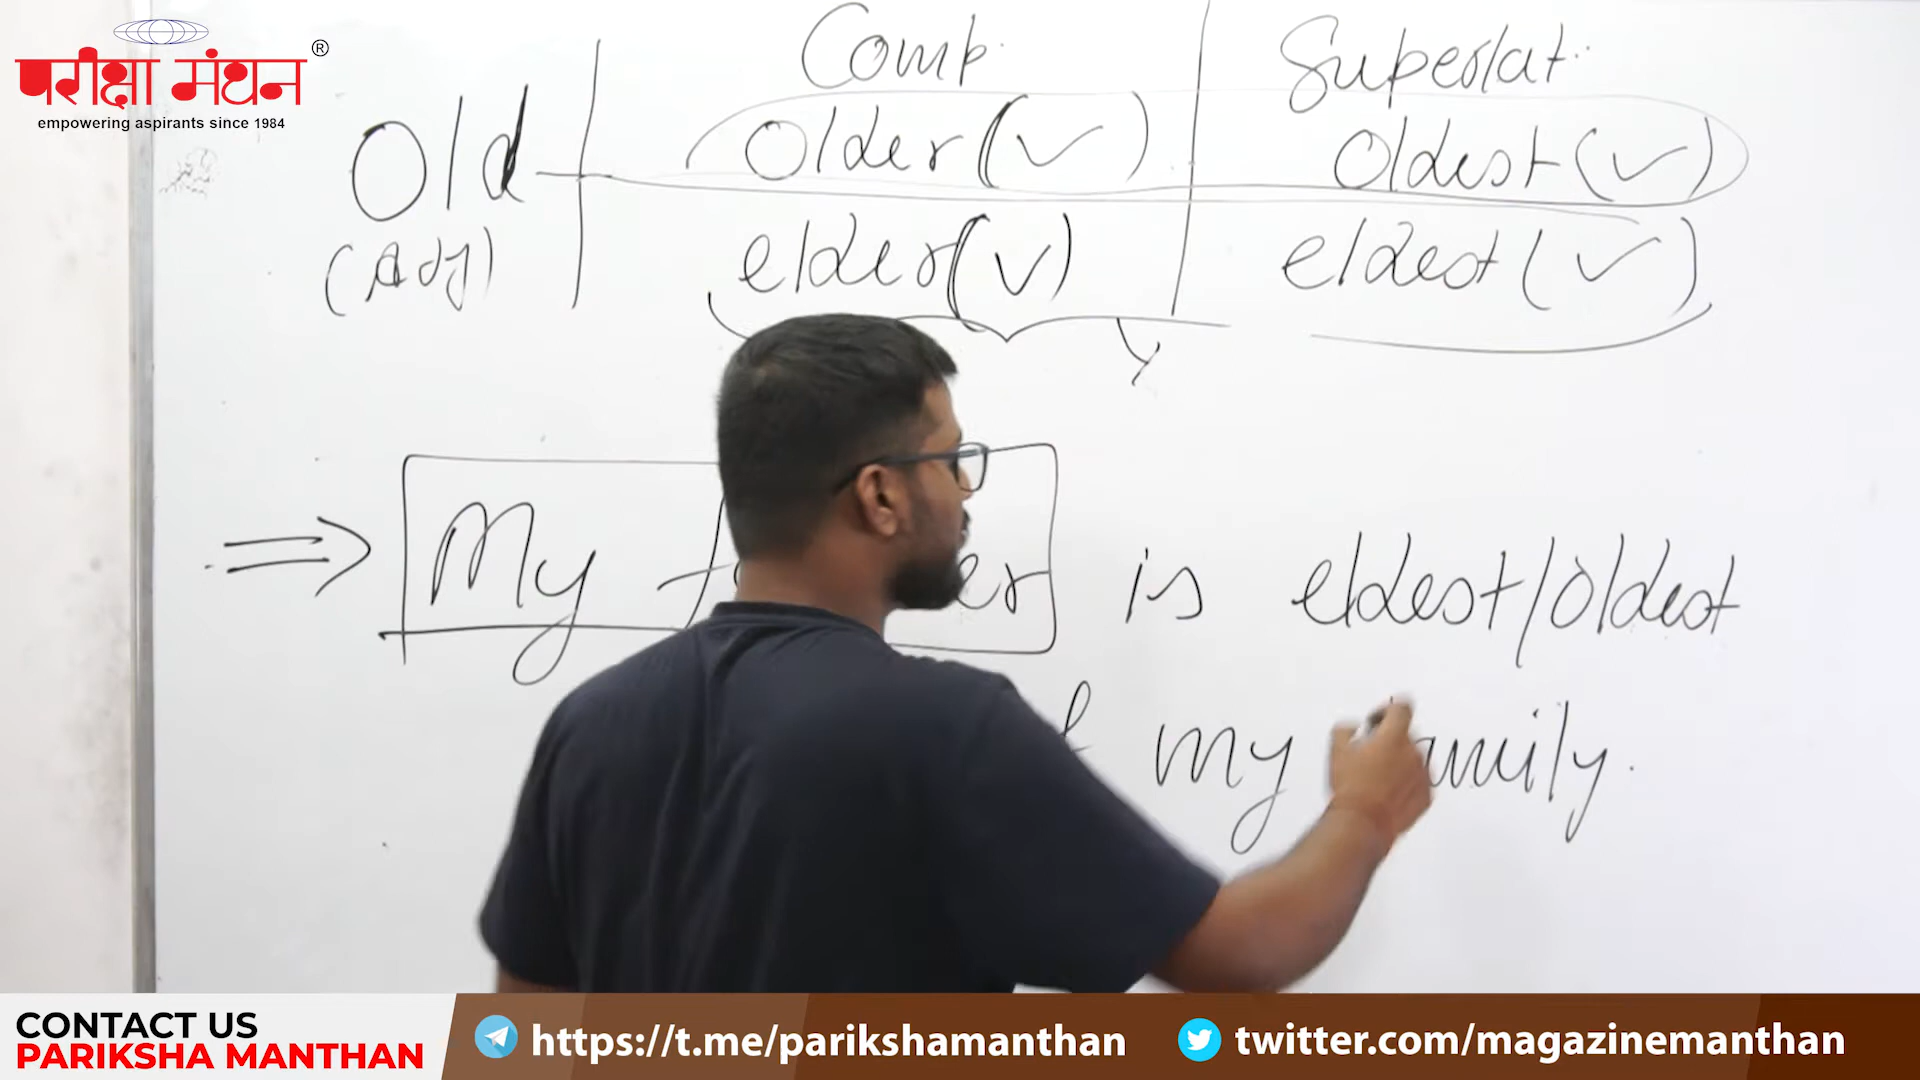 परीक्षा मंथन ®
empowering aspirants since 1984
Comp. Superlat.
Old older (✓) oldest (✓)
(Adj) elder (✓) eldest (✓)
⇒ My is eldest/oldest
my family.
CONTACT US
PARIKSHA MANTHAN
https://t.me/parikshamanthan
twitter.com/magazinemanthan